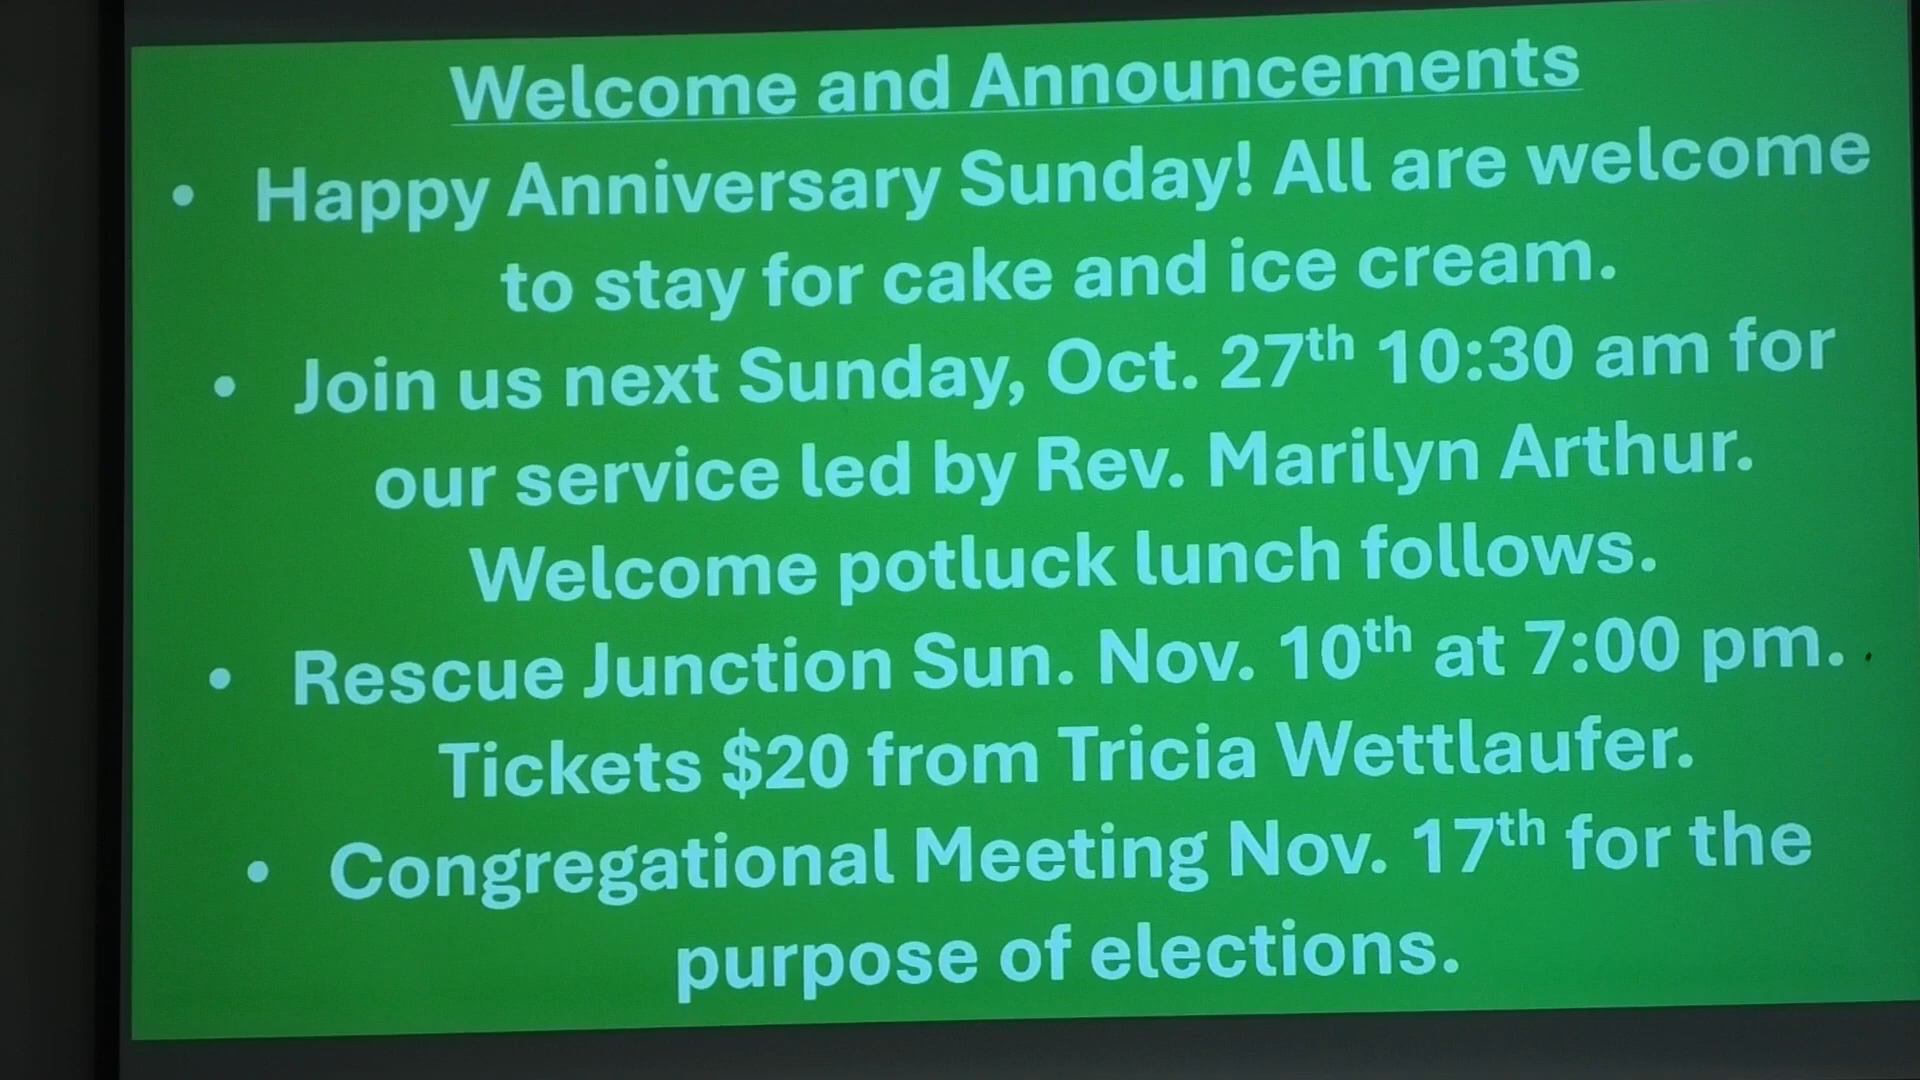 Welcome and Announcements
• Happy Anniversary Sunday! All are welcome
to stay for cake and ice cream.
• Join us next Sunday, Oct. 27th 10:30 am for
our service led by Rev. Marilyn Arthur.
Welcome potluck lunch follows.
• Rescue Junction Sun. Nov. 10th at 7:00 pm.
Tickets $20 from Tricia Wettlaufer.
• Congregational Meeting Nov. 17th for the
purpose of elections.